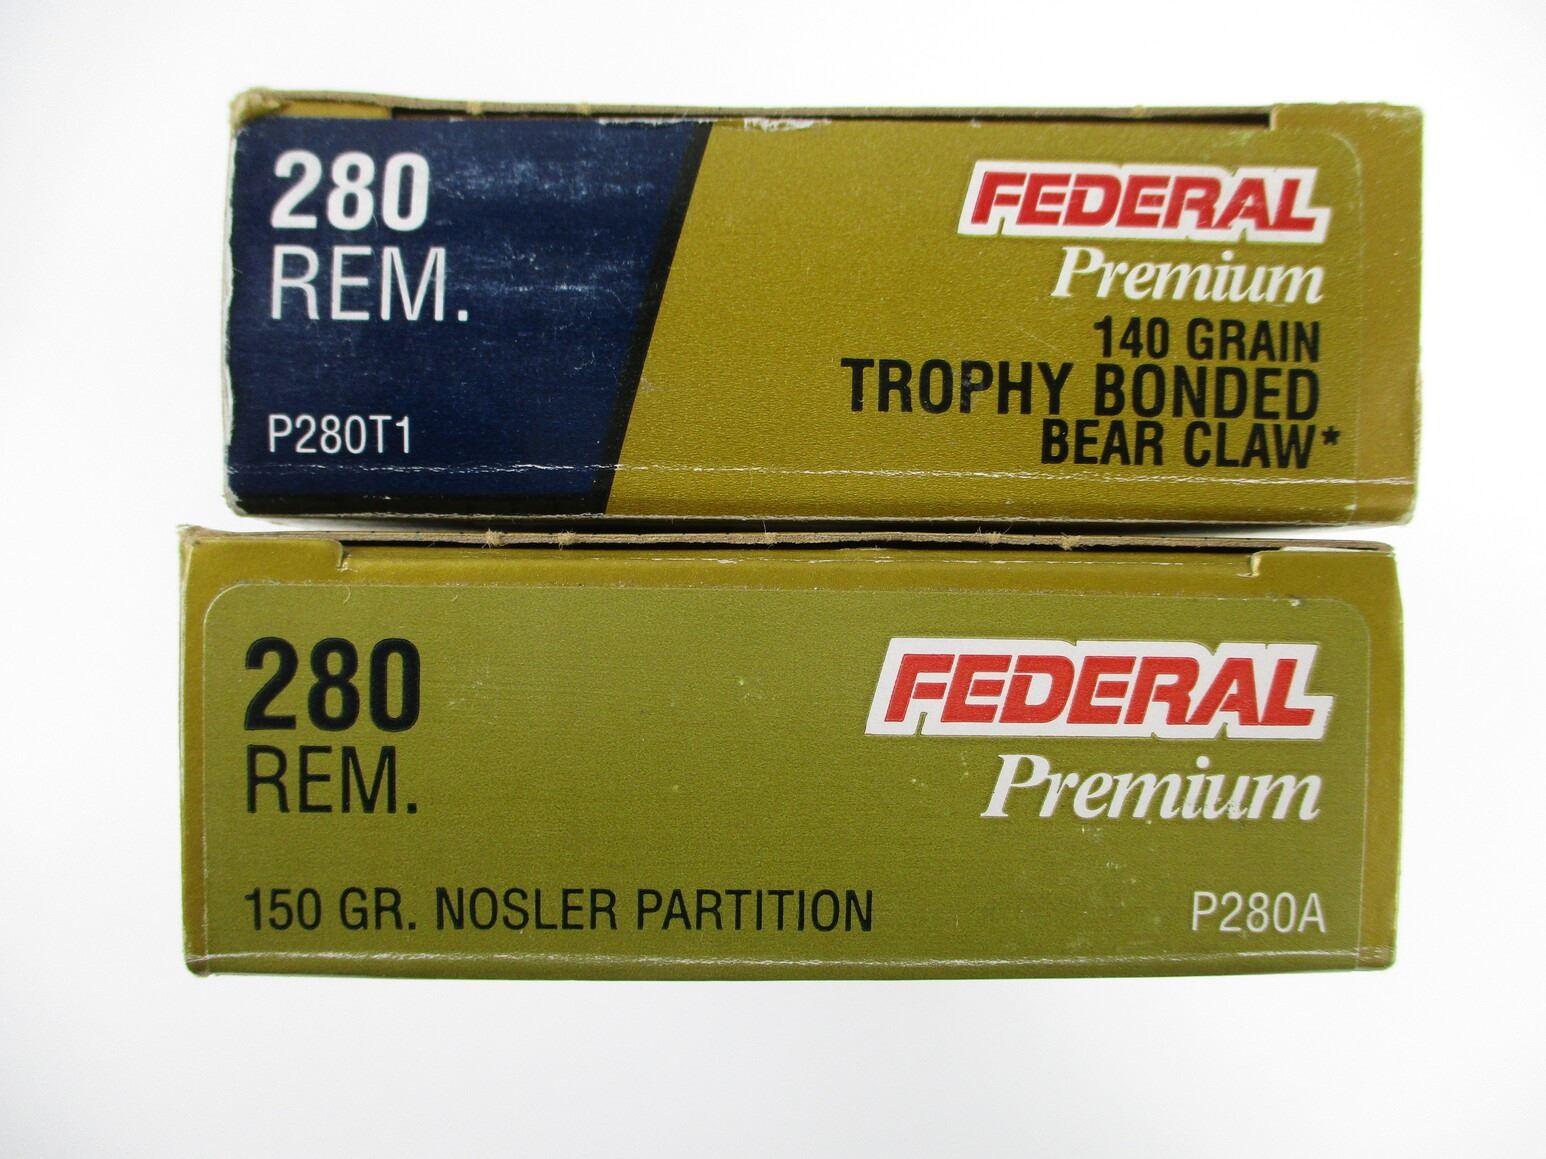 280
REM.
P280T1
FEDERAL
Premium
140 GRAIN
TROPHY BONDED
BEAR CLAW*
280
REM.
FEDERAL
Premium
150 GR. NOSLER PARTITION
P280A